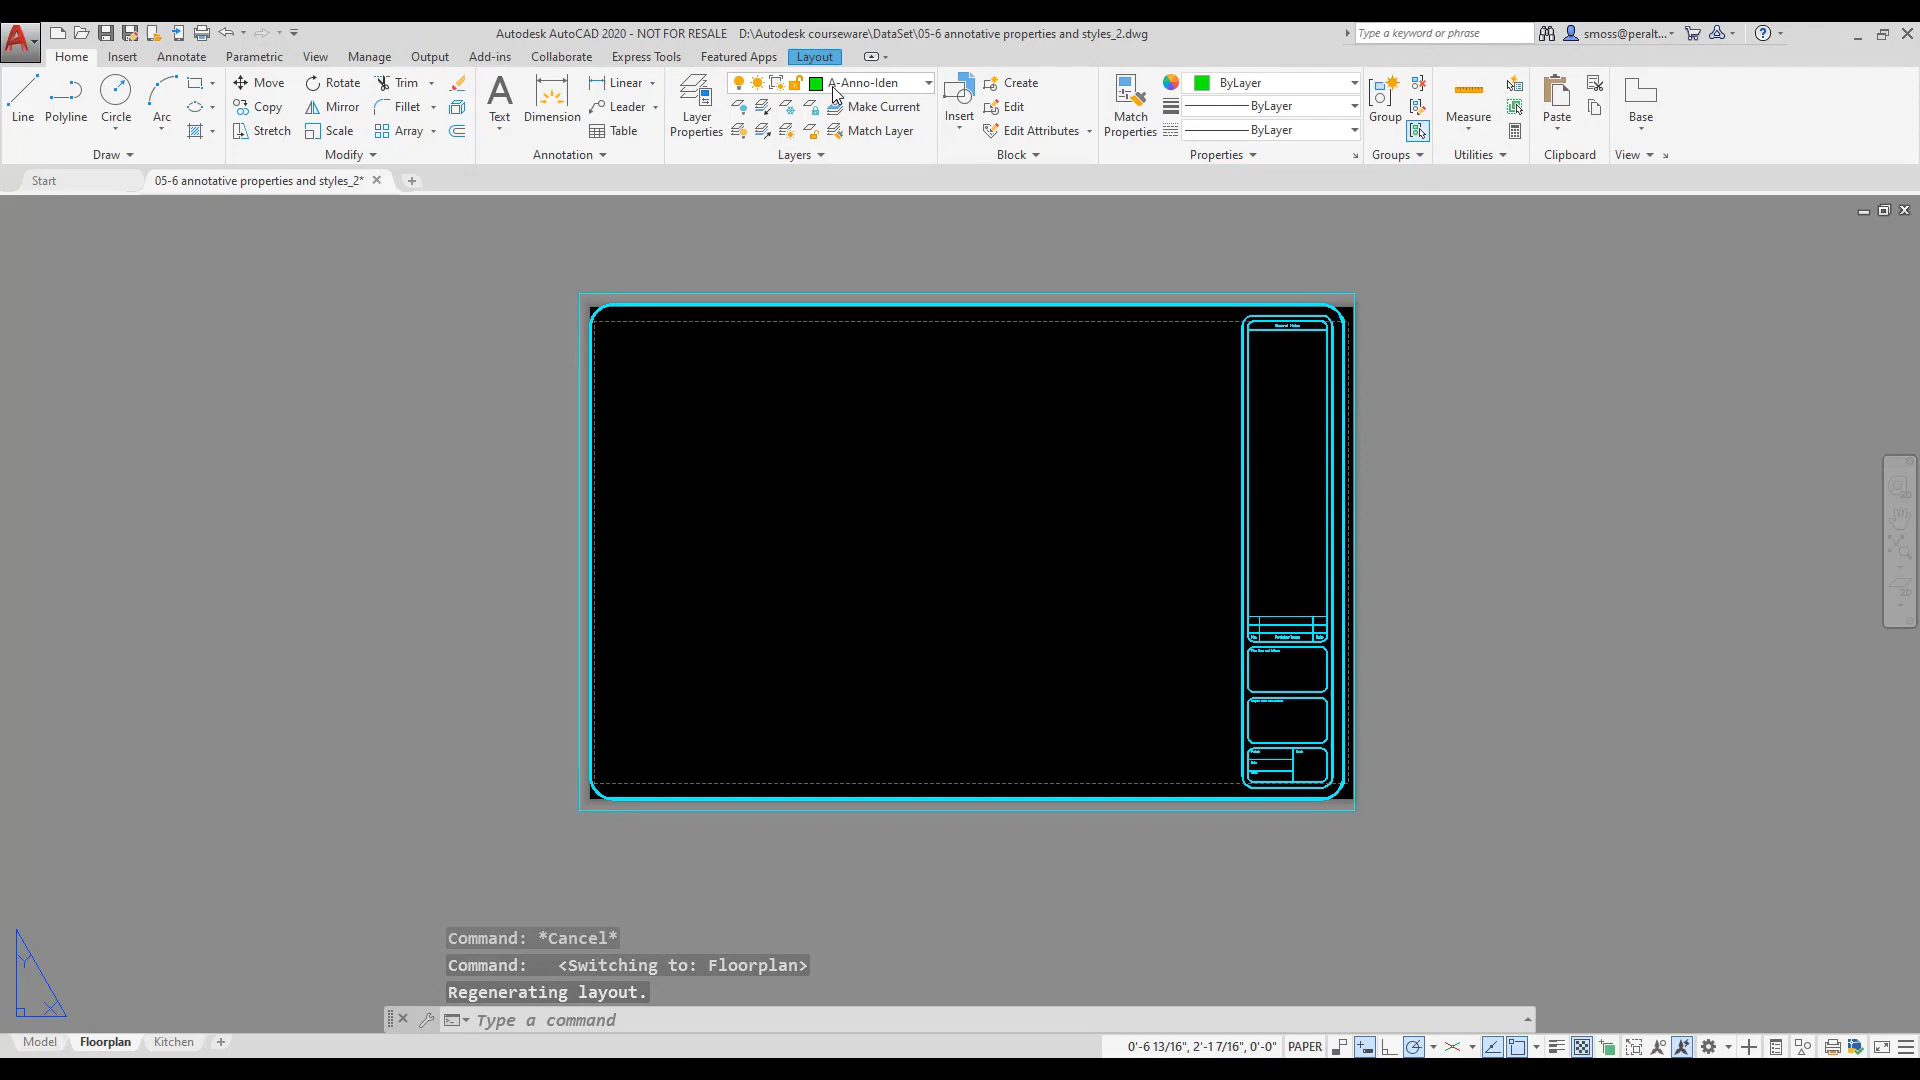 Autodesk AutoCAD 2020 - NOT FOR RESALE D:\Autodesk courseware\DataSet\05-6 annotative properties and styles_2.dwg
Type a keyword or phrase
smoss@peralt...
Home Insert Annotate Parametric View Manage Output Add-ins Collaborate Express Tools Featured Apps Layout
Line
Polyline
Circle
Arc
Draw
Move
Rotate
Trim
Copy
Mirror
Fillet
Stretch
Scale
Array
Modify
Text
Dimension
Linear
Leader
Table
Annotation
Layer
Properties
A-Anno-Iden
Make Current
Match Layer
Layers
Insert
Create
Edit
Edit Attributes
Block
Match
Properties
ByLayer
ByLayer
ByLayer
Properties
Group
Groups
Measure
Utilities
Paste
Clipboard
Base
View
Start
05-6 annotative properties and styles_2*
General Notes
No.
Date
Y
X
Command: *Cancel*
Command: <Switching to: Floorplan>
Regenerating layout.
Type a command
Model Floorplan Kitchen
0'-6 13/16", 2'-1 7/16", 0'-0" PAPER